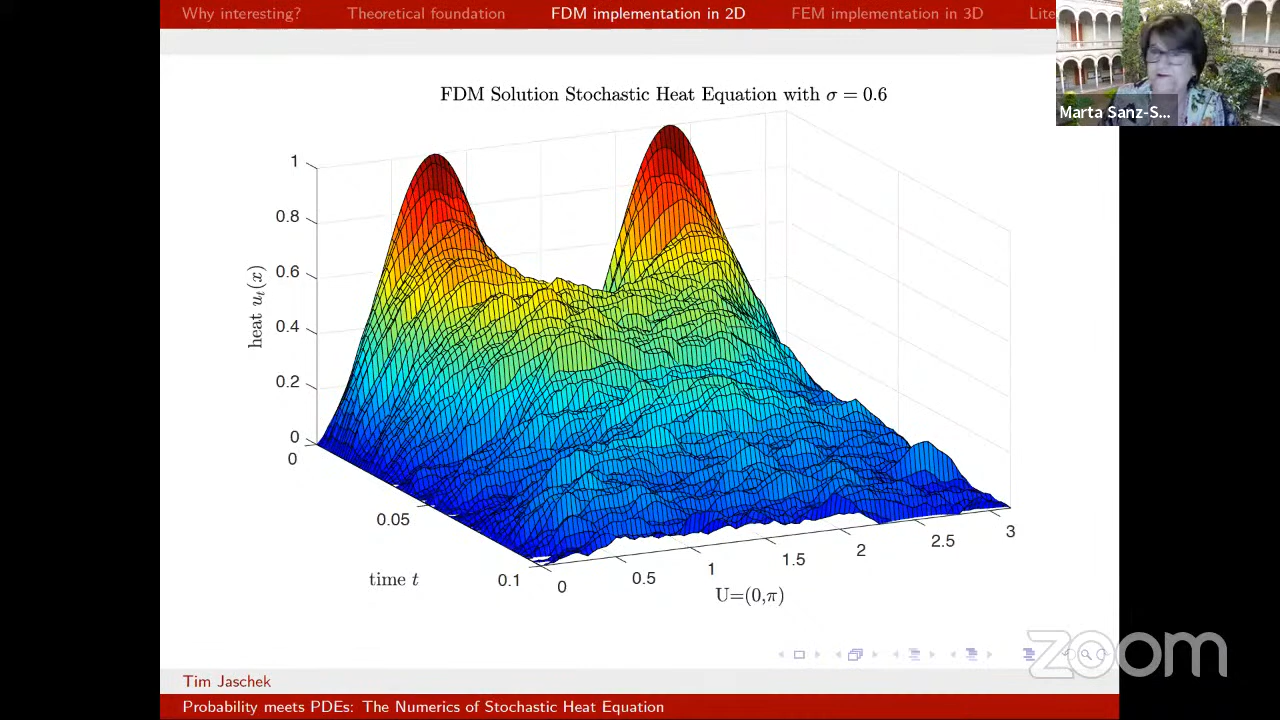 Why interesting? Theoretical foundation FDM implementation in 2D FEM implementation in 3D Lite
Marta Sanz-S...
FDM Solution Stochastic Heat Equation with σ = 0.6
heat u_t(x)
1
0.8
0.6
0.4
0.2
0
0
0.05
0.1
time t
0
0.5
1
1.5
2
2.5
3
U=(0,π)
zoom
Tim Jaschek
Probability meets PDEs: The Numerics of Stochastic Heat Equation